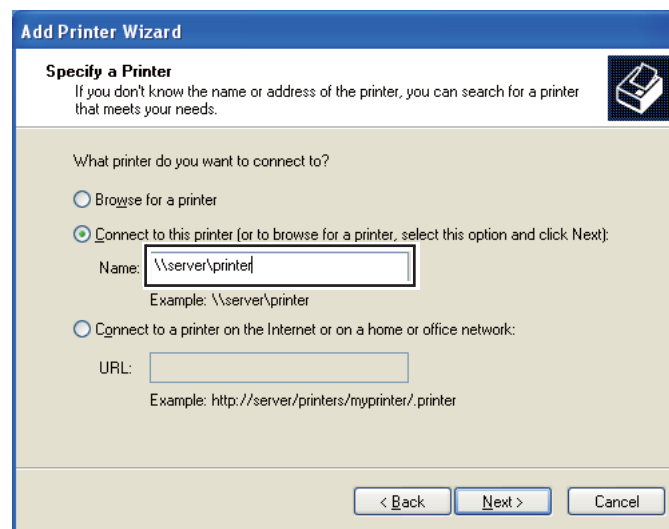 Add Printer Wizard
Specify a Printer
If you don't know the name or address of the printer, you can search for a printer
that meets your needs.
What printer do you want to connect to?
Browse for a printer
Connect to this printer (or to browse for a printer, select this option and click Next):
Name: \\server\printer
Example: \\server\printer
Connect to a printer on the Internet or on a home or office network:
URL:
Example: http://server/printers/myprinter/.printer
< Back Next > Cancel